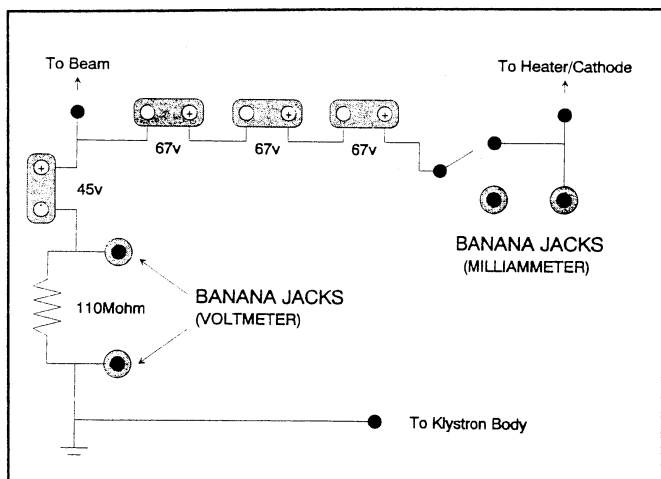 To Beam
To Heater/Cathode
+
+
+
67v
67v
67v
+
45v
-
BANANA JACKS
(MILLIAMMETER)
110Mohm
BANANA JACKS
(VOLTMETER)
To Klystron Body